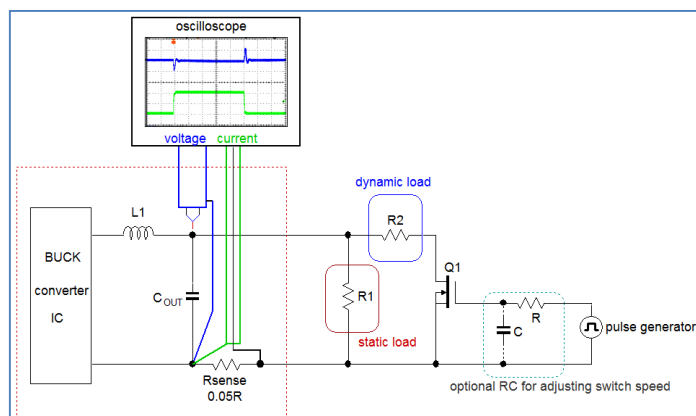 oscilloscope
voltage current
dynamic load
L1
R2
BUCK
converter
IC
COUT
R1
Q1
R
C
pulse generator
static load
Rsense
0.05R
optional RC for adjusting switch speed